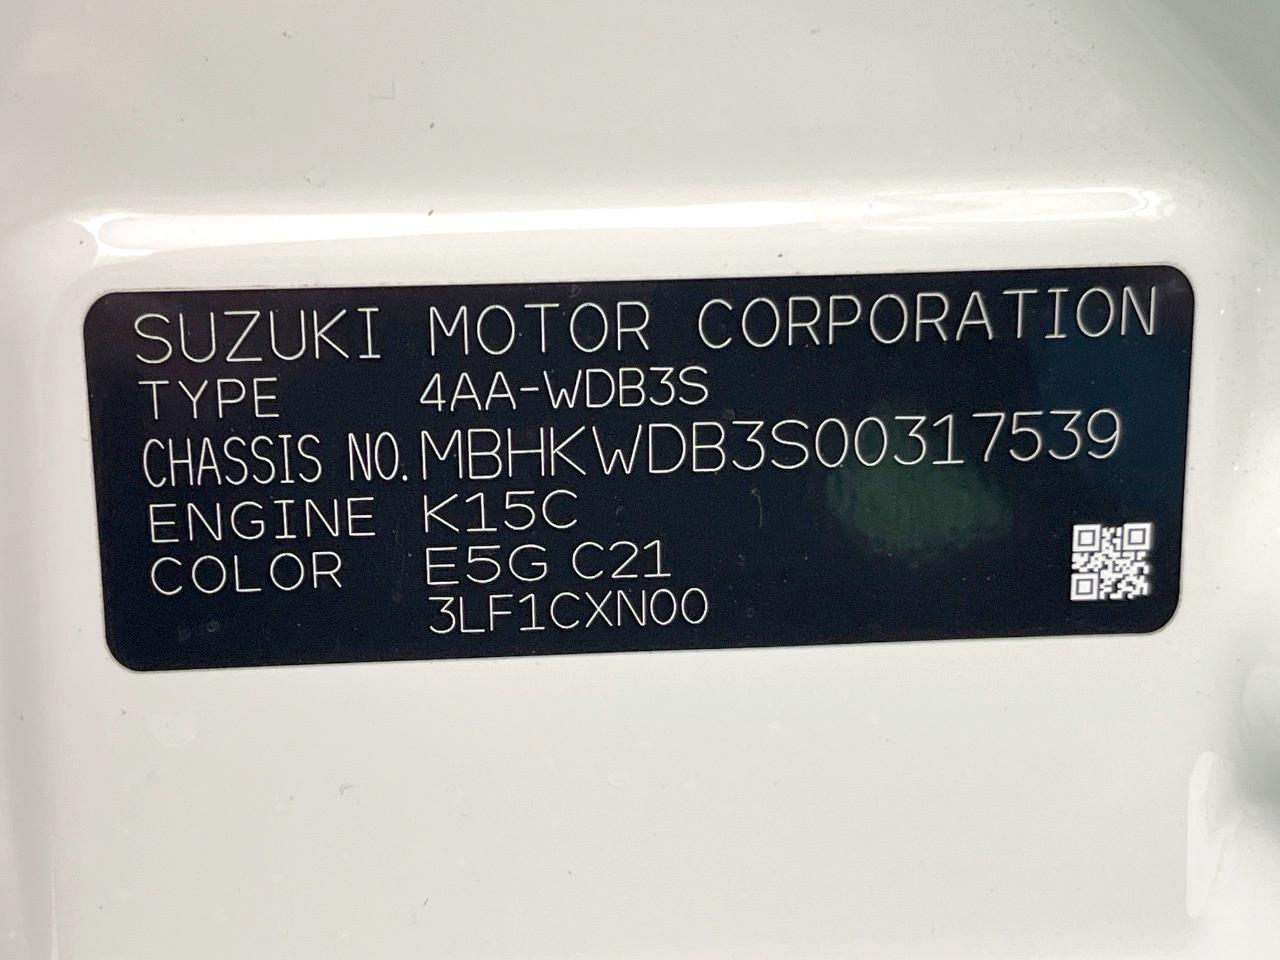 SUZUKI MOTOR CORPORATION
TYPE 4AA-WDB3S
CHASSIS NO. MBHKWDB3S00317539
ENGINE K15C
COLOR E5G C21
3LF1CXN00